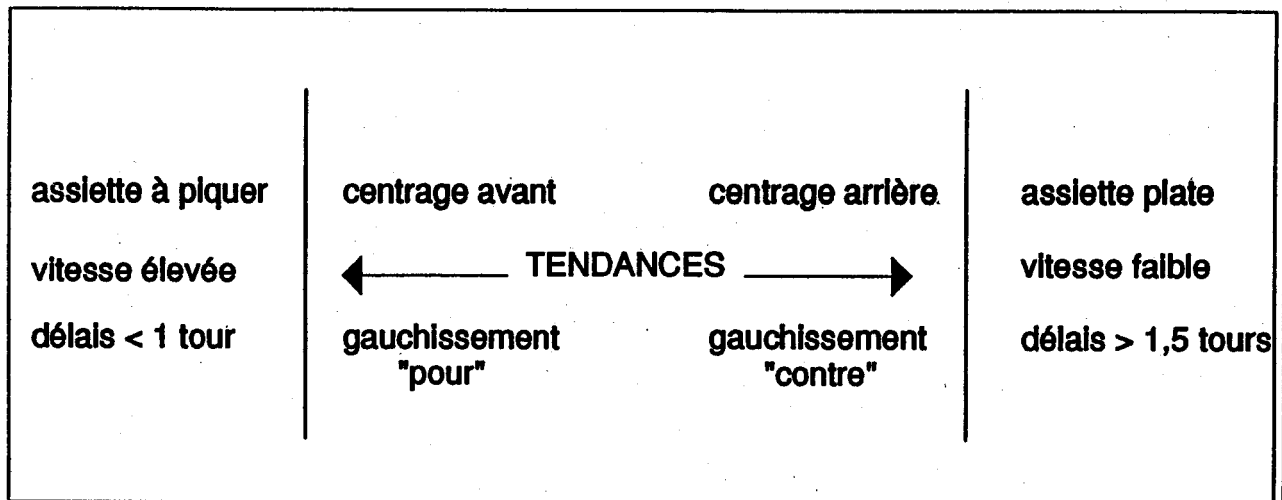 assiette à piquer centrage avant centrage arrière assiette plate
vitesse élevée TENDANCES vitesse faible
délais < 1 tour gauchissement gauchissement délais > 1,5 tours
"pour" "contre"